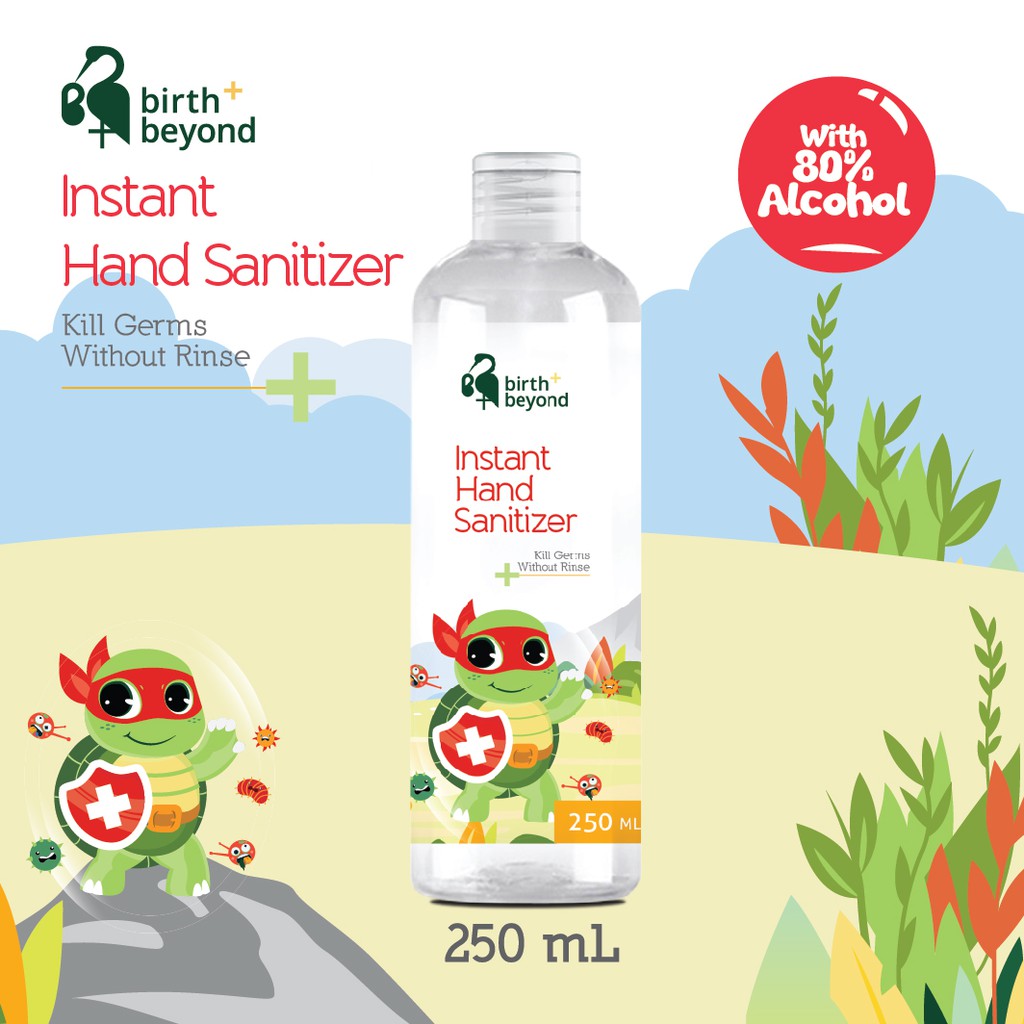 birth+
beyond
Instant
Hand Sanitizer
Kill Germs
Without Rinse
With
80%
Alcohol
birth+
beyond
Instant
Hand
Sanitizer
Kill Germs
Without Rinse
250 ML
250 mL